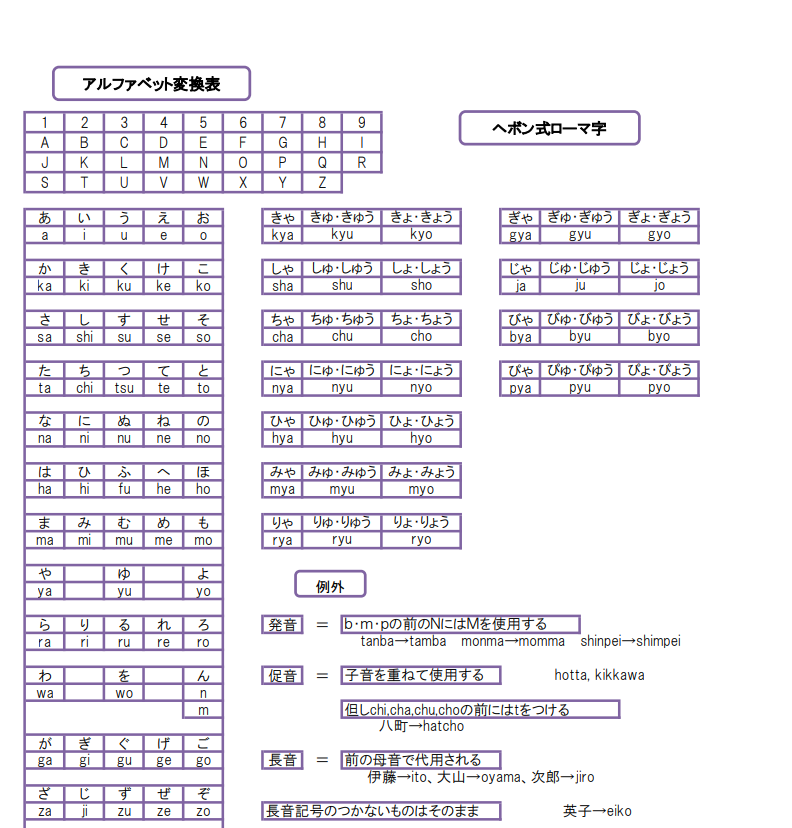 アルファベット変換表
ヘボン式ローマ字
1 2 3 4 5 6 7 8 9
A B C D E F G H I
J K L M N O P Q R
S T U V W X Y Z
あ い う え お
a i u e o
か き く け こ
ka ki ku ke ko
さ し す せ そ
sa shi su se so
た ち つ て と
ta chi tsu te to
な に ぬ ね の
na ni nu ne no
は ひ ふ へ ほ
ha hi fu he ho
ま み む め も
ma mi mu me mo
や ゆ よ
ya yu yo
ら り る れ ろ
ra ri ru re ro
わ を ん
wa wo n
m
が ぎ ぐ げ ご
ga gi gu ge go
ざ じ ず ぜ ぞ
za ji zu ze zo
きゃ きゅ・きゅう きょ・きょう
kya kyu kyo
しゃ しゅ・しゅう しょ・しょう
sha shu sho
ちゃ ちゅ・ちゅう ちょ・ちょう
cha chu cho
にゃ にゅ・にゅう にょ・にょう
nya nyu nyo
ひゃ ひゅ・ひゅう ひょ・ひょう
hya hyu hyo
みゃ みゅ・みゅう みょ・みょう
mya myu myo
りゃ りゅ・りゅう りょ・りょう
rya ryu ryo
ぎゃ ぎゅ・ぎゅう ぎょ・ぎょう
gya gyu gyo
じゃ じゅ・じゅう じょ・じょう
ja ju jo
びゃ びゅ・びゅう びょ・びょう
bya byu byo
ぴゃ ぴゅ・ぴゅう ぴょ・ぴょう
pya pyu pyo
例外
発音 = b・m・pの前のNにはMを使用する
tanba→tamba monma→momma shinpei→shimpei
促音 = 子音を重ねて使用する hotta, kikkawa
但しchi,cha,chu,choの前にはtをつける
八町→hatcho
長音 = 前の母音で代用される
伊藤→ito、大山→oyama、次郎→jiro
長音記号のつかないものはそのまま 英子→eiko